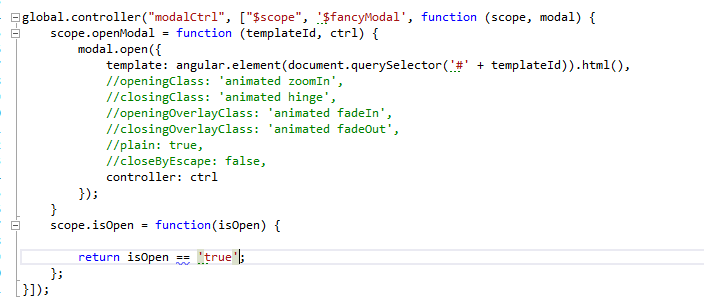 global.controller("modalCtrl", ["$scope", '$fancyModal', function (scope, modal) {
    scope.openModal = function (templateId, ctrl) {
        modal.open({
            template: angular.element(document.querySelector('#' + templateId)).html(),
            //openingClass: 'animated zoomIn',
            //closingClass: 'animated hinge',
            //openingOverlayClass: 'animated fadeIn',
            //closingOverlayClass: 'animated fadeOut',
            //plain: true,
            //closeByEscape: false,
            controller: ctrl
        });
    }
    scope.isOpen = function(isOpen) {
        return isOpen == 'true';
    };
}]);